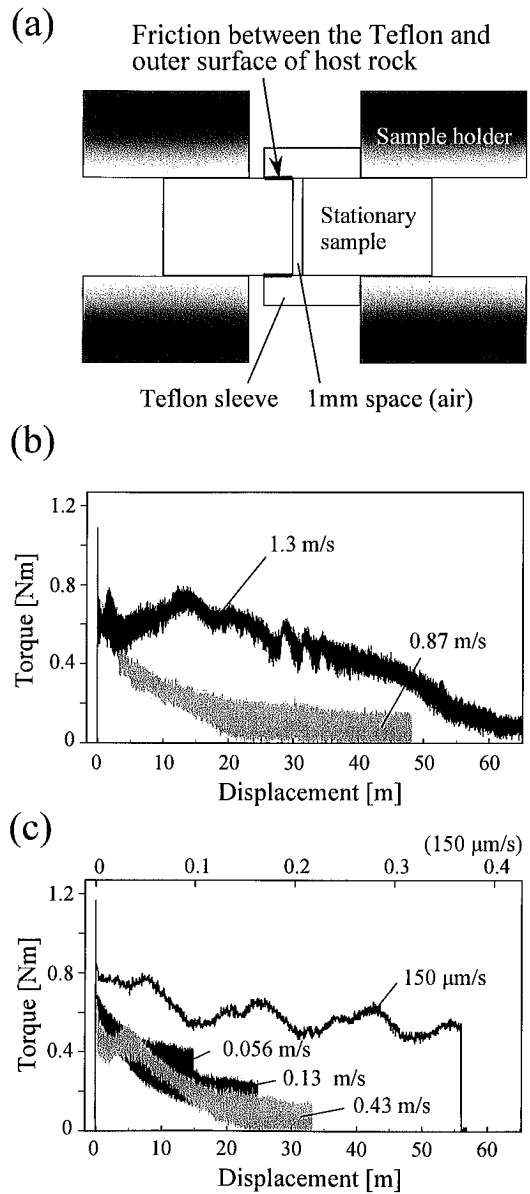 (a)
Friction between the Teflon and
outer surface of host rock
Sample holder
Stationary
sample
Teflon sleeve
1mm space (air)
(b)
1.2
0.8
0.4
0
Torque [Nm]
1.3 m/s
0.87 m/s
0 10 20 30 40 50 60
Displacement [m]
(c)
(150 μm/s)
0 0.1 0.2 0.3 0.4
1.2
0.8
0.4
0
Torque [Nm]
150 μm/s
0.056 m/s
0.13 m/s
0.43 m/s
0 10 20 30 40 50 60
Displacement [m]